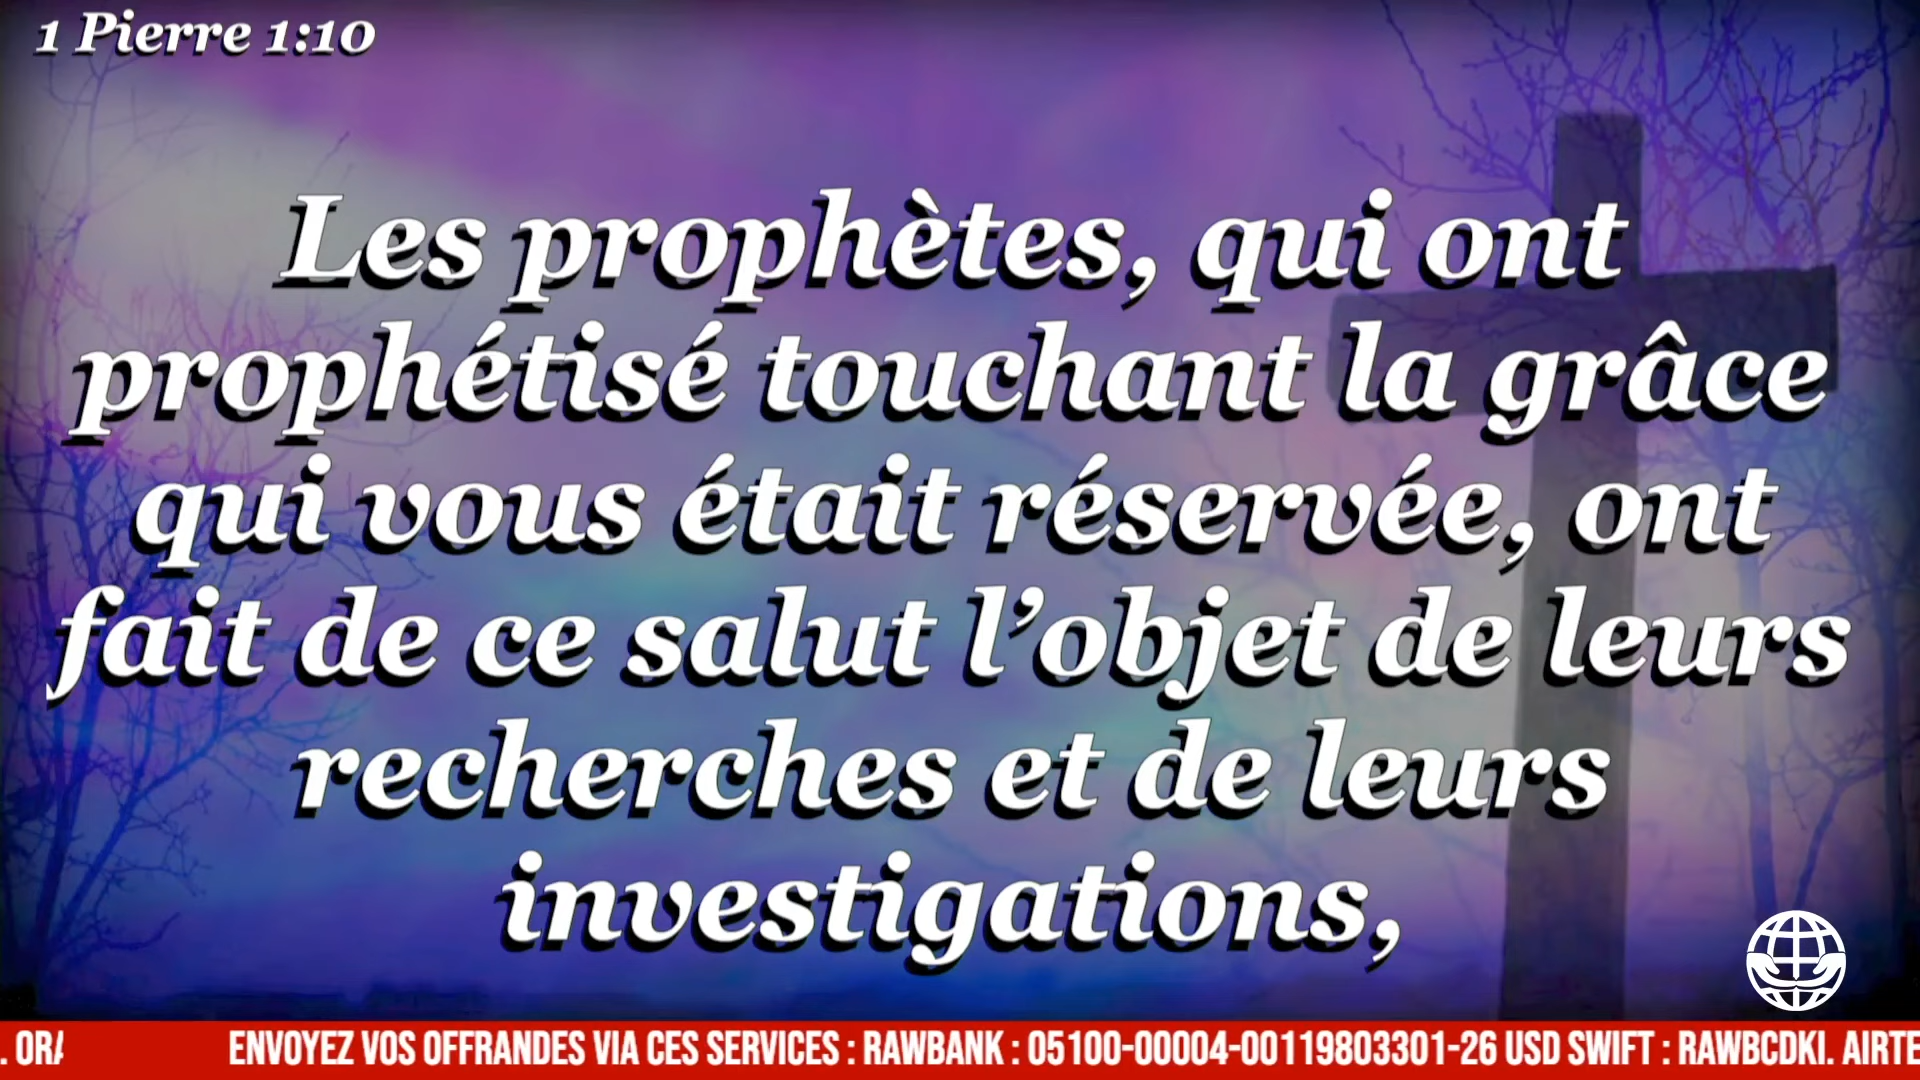 1 Pierre 1:10
Les prophètes, qui ont
prophétisé touchant la grâce
qui vous était réservée, ont
fait de ce salut l’objet de leurs
recherches et de leurs
investigations,
. ORA ENVOYEZ VOS OFFRANDES VIA CES SERVICES : RAWBANK : 05100-00004-00119803301-26 USD SWIFT : RAWBCDKI. AIRTE